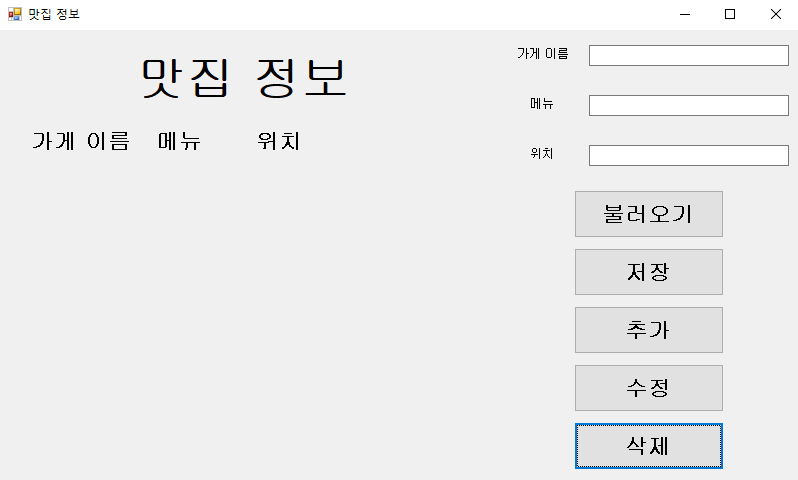 맛집 정보
맛집 정보
가게 이름 메뉴 위치
가게 이름
메뉴
위치
불러오기
저장
추가
수정
삭제